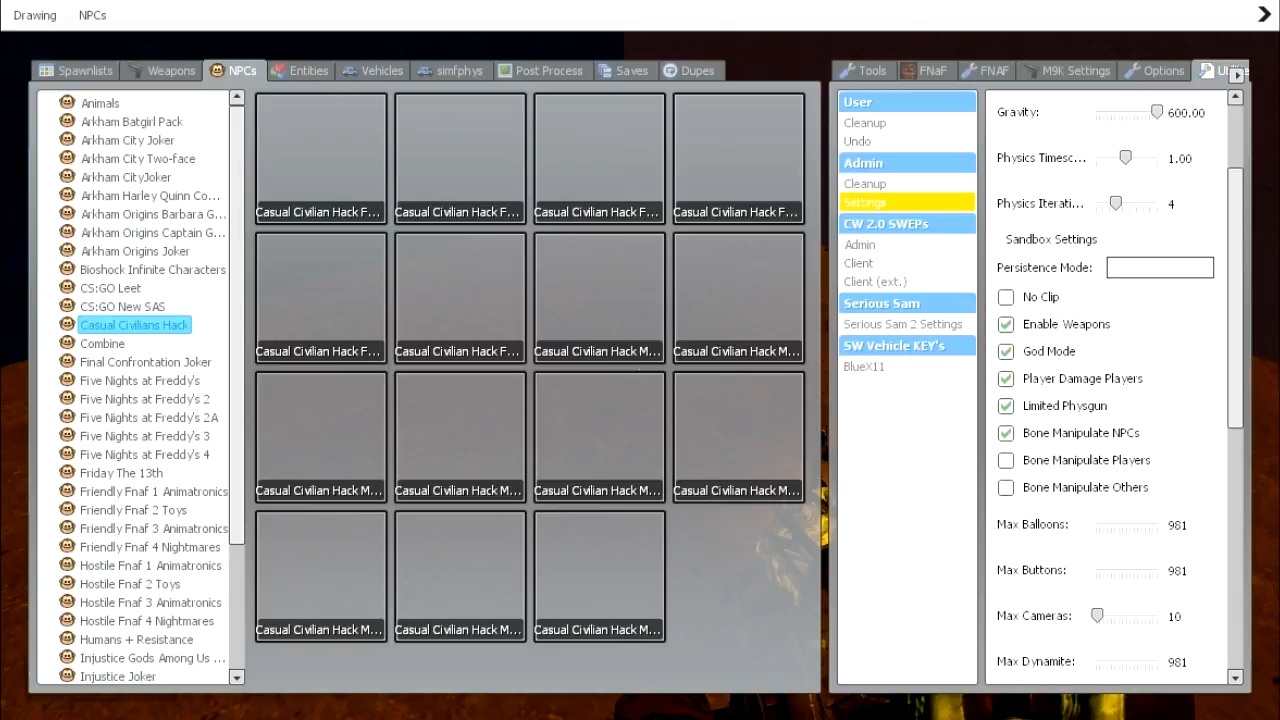 Drawing NPCs
Spawnlists Weapons NPCs Entities Vehicles simfphys Post Process Saves Dupes
Animals
Arkham Batgirl Pack
Arkham City Joker
Arkham City Two-face
Arkham CityJoker
Arkham Harley Quinn Co...
Arkham Origins Barbara G...
Arkham Origins Captain G...
Arkham Origins Joker
Bioshock Infinite Characters
CS:GO Leet
CS:GO New SAS
Casual Civilians Hack
Combine
Final Confrontation Joker
Five Nights at Freddy's
Five Nights at Freddy's 2
Five Nights at Freddy's 2A
Five Nights at Freddy's 3
Five Nights at Freddy's 4
Friday The 13th
Friendly Fnaf 1 Animatronics
Friendly Fnaf 2 Toys
Friendly Fnaf 3 Animatronics
Friendly Fnaf 4 Nightmares
Hostile Fnaf 1 Animatronics
Hostile Fnaf 2 Toys
Hostile Fnaf 3 Animatronics
Hostile Fnaf 4 Nightmares
Humans + Resistance
Injustice Gods Among Us ...
Injustice Joker
Casual Civilian Hack F... Casual Civilian Hack F... Casual Civilian Hack F... Casual Civilian Hack F...
Casual Civilian Hack F... Casual Civilian Hack F... Casual Civilian Hack M... Casual Civilian Hack M...
Casual Civilian Hack M... Casual Civilian Hack M... Casual Civilian Hack M... Casual Civilian Hack M...
Casual Civilian Hack M... Casual Civilian Hack M... Casual Civilian Hack M...
Tools FNaF FNAF M9K Settings Options
User
Cleanup
Undo
Admin
Cleanup
Settings
CW 2.0 SWEPs
Admin
Client
Client (ext.)
Serious Sam
Serious Sam 2 Settings
SW Vehicle KEY's
BlueX11
Gravity: 600.00
Physics Timesc... 1.00
Physics Iterati... 4
Sandbox Settings
Persistence Mode:
No Clip
Enable Weapons
God Mode
Player Damage Players
Limited Physgun
Bone Manipulate NPCs
Bone Manipulate Players
Bone Manipulate Others
Max Balloons: 981
Max Buttons: 981
Max Cameras: 10
Max Dynamite: 981